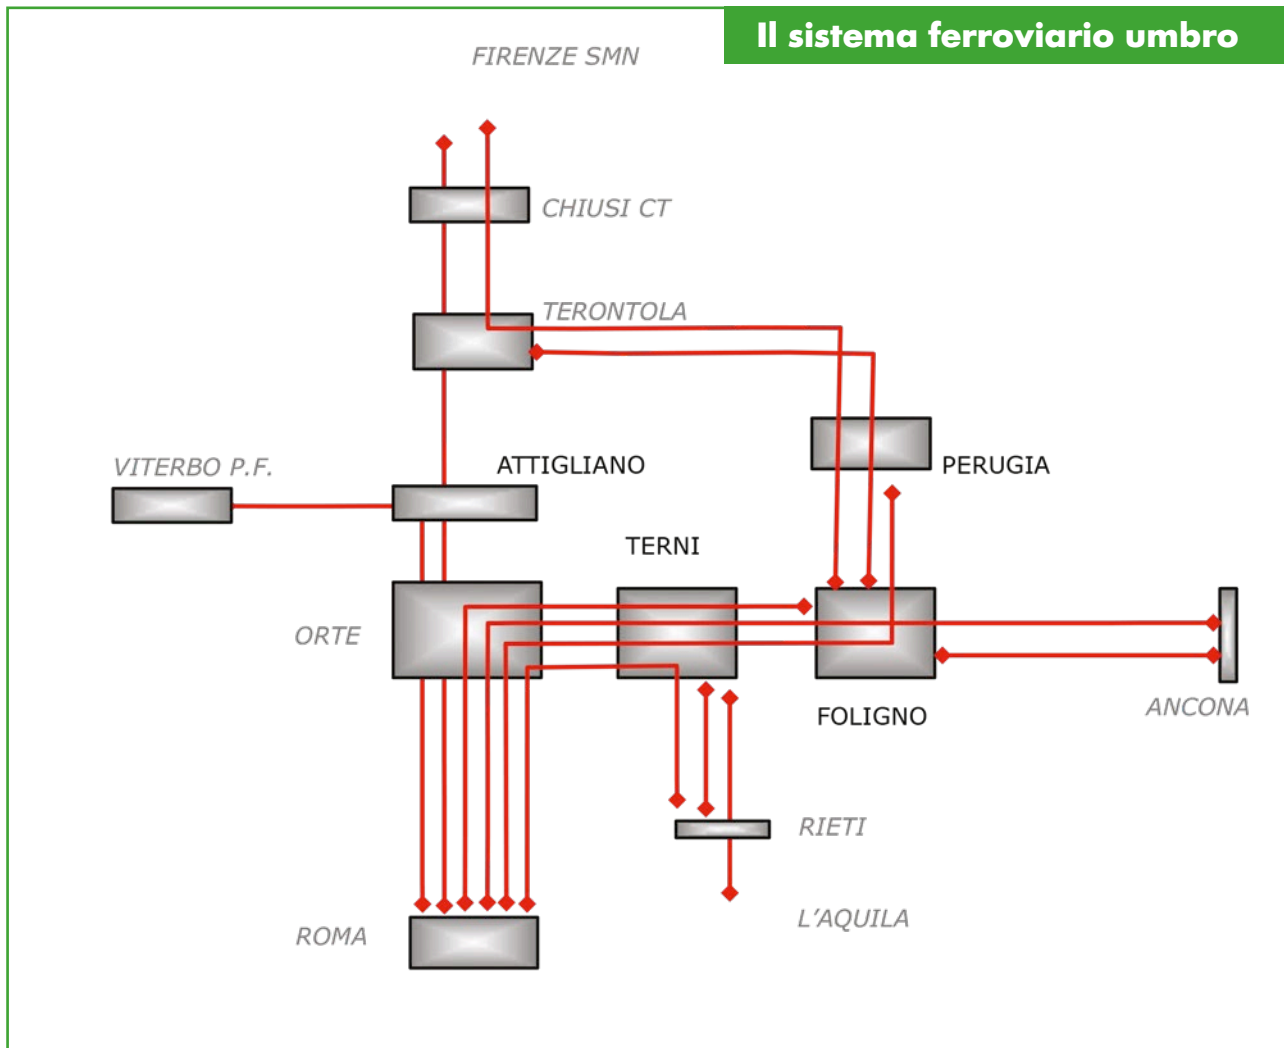 Il sistema ferroviario umbro
FIRENZE SMN
CHIUSI CT
TERONTOLA
VITERBO P.F.
ATTIGLIANO
PERUGIA
TERNI
ORTE
ANCONA
FOLIGNO
RIETI
L'AQUILA
ROMA